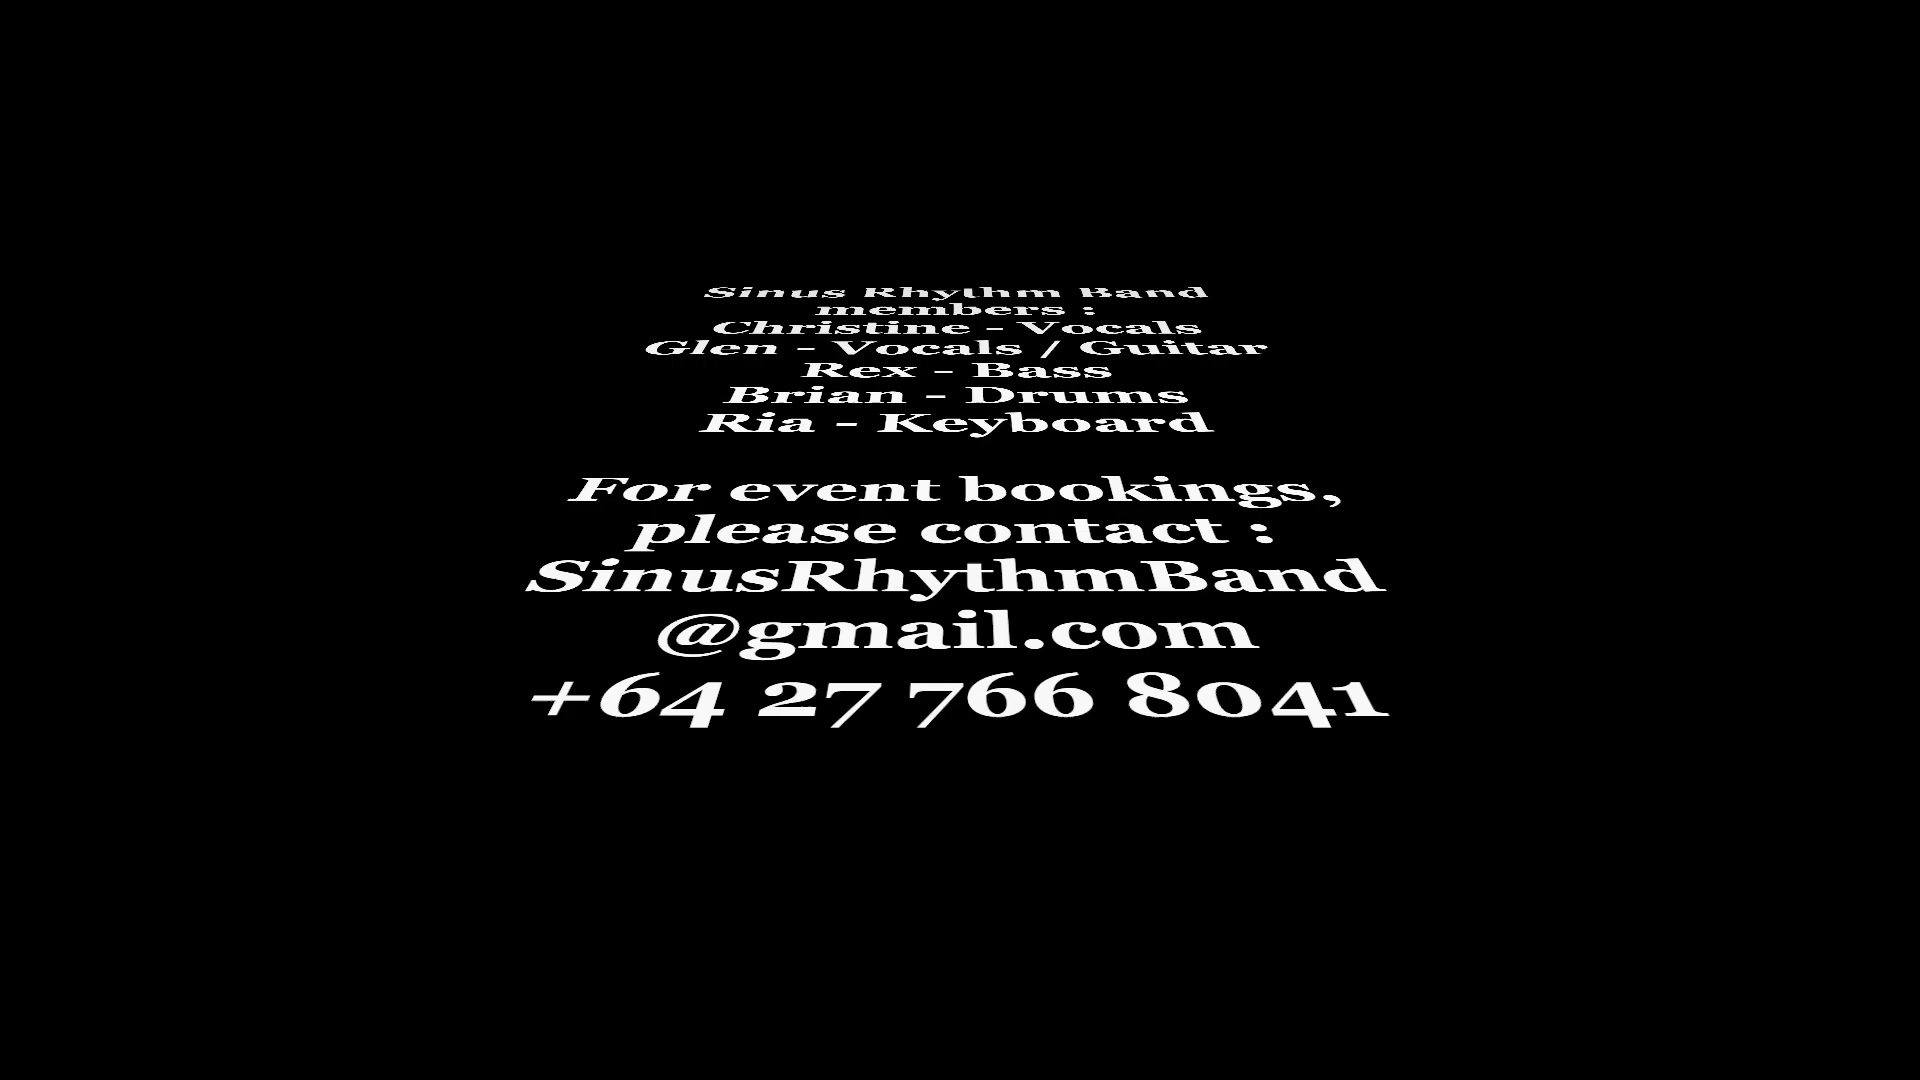 Sinus Rhythm Band
members :
Christine - Vocals
Glen - Vocals / Guitar
Rex - Bass
Brian - Drums
Ria - Keyboard
For event bookings,
please contact :
SinusRhythmBand
@gmail.com
+64 27 766 8041